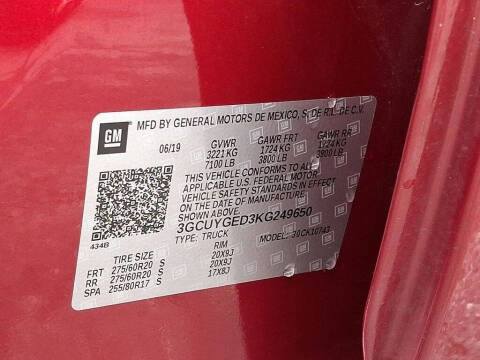 GM
MFD BY GENERAL MOTORS DE MEXICO, S. DE R.L. DE C.V.
06/19 GVWR GAWR FRT GAWR RR
3221 KG 1724 KG 1724 KG
7100 LB 3800 LB 3800 LB
THIS VEHICLE CONFORMS TO ALL
APPLICABLE U.S. FEDERAL MOTOR
VEHICLE SAFETY STANDARDS IN EFFECT
ON THE DATE OF MANUFACTURE
SHOWN ABOVE.
3GCUYGED3KG249650
TYPE: TRUCK MODEL:
434B
TIRE SIZE RIM
FRT 275/60R20 S 20X9J
RR 275/60R20 S 20X9J
SPA 255/80R17 S 17X8J